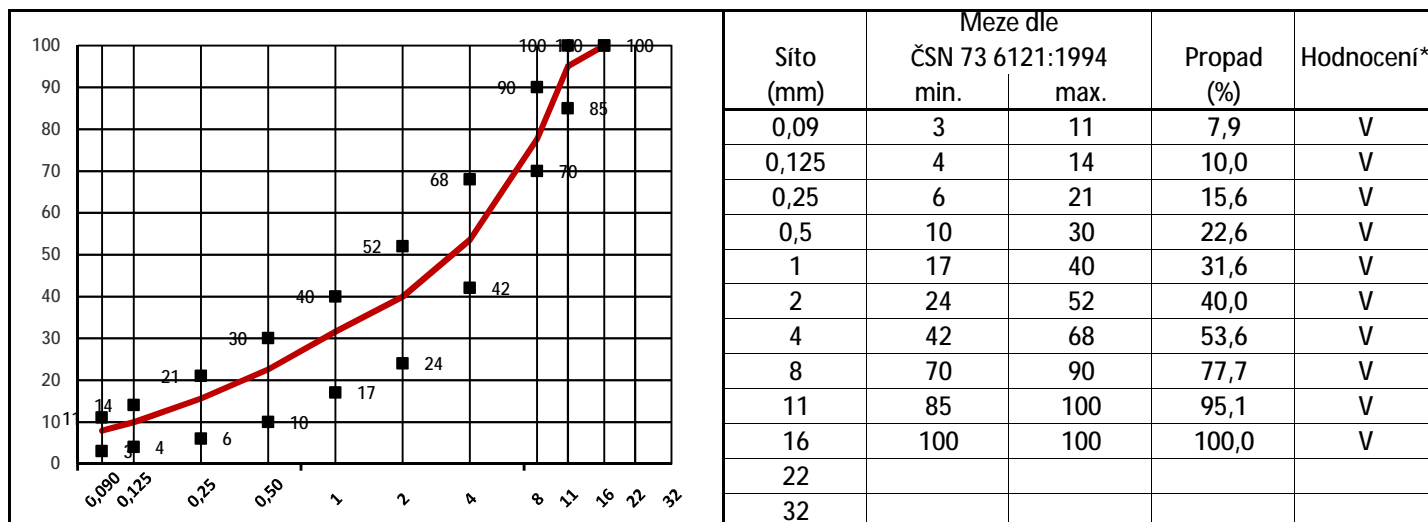 100
90
80
70
60
50
40
30
20
10
0
100 100 100
90 85
70
68
52 42
40
30 24
21 17
11 14 10
3 4 6
0,090 0,125 0,25 0,50 1 2 4 8 11 16 22 32
Meze dle
Síto ČSN 73 6121:1994 Propad Hodnocení*
(mm) min. max. (%)
0,09 3 11 7,9 V
0,125 4 14 10,0 V
0,25 6 21 15,6 V
0,5 10 30 22,6 V
1 17 40 31,6 V
2 24 52 40,0 V
4 42 68 53,6 V
8 70 90 77,7 V
11 85 100 95,1 V
16 100 100 100,0 V
22
32